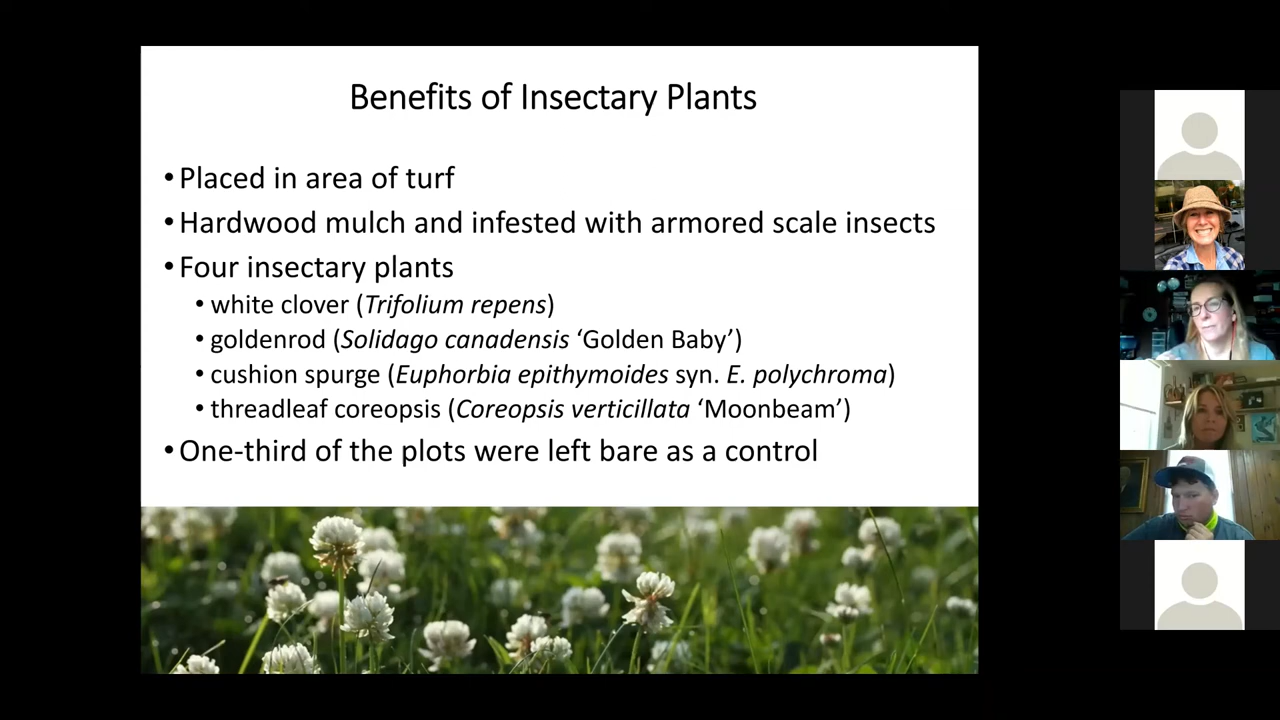 Benefits of Insectary Plants
•Placed in area of turf
•Hardwood mulch and infested with armored scale insects
•Four insectary plants
•white clover (Trifolium repens)
•goldenrod (Solidago canadensis ‘Golden Baby’)
•cushion spurge (Euphorbia epithymoides syn. E. polychroma)
•threadleaf coreopsis (Coreopsis verticillata ‘Moonbeam’)
•One-third of the plots were left bare as a control